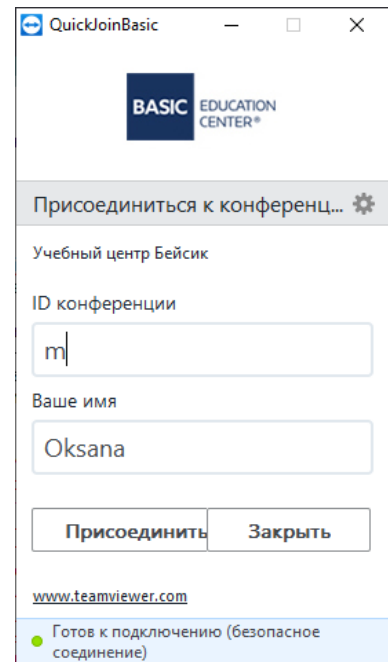 QuickJoinBasic
BASIC EDUCATION
CENTER®
Присоединиться к конференц...
Учебный центр Бейсик
ID конференции
m
Ваше имя
Oksana
Присоединить Закрыть
www.teamviewer.com
Готов к подключению (безопасное
соединение)